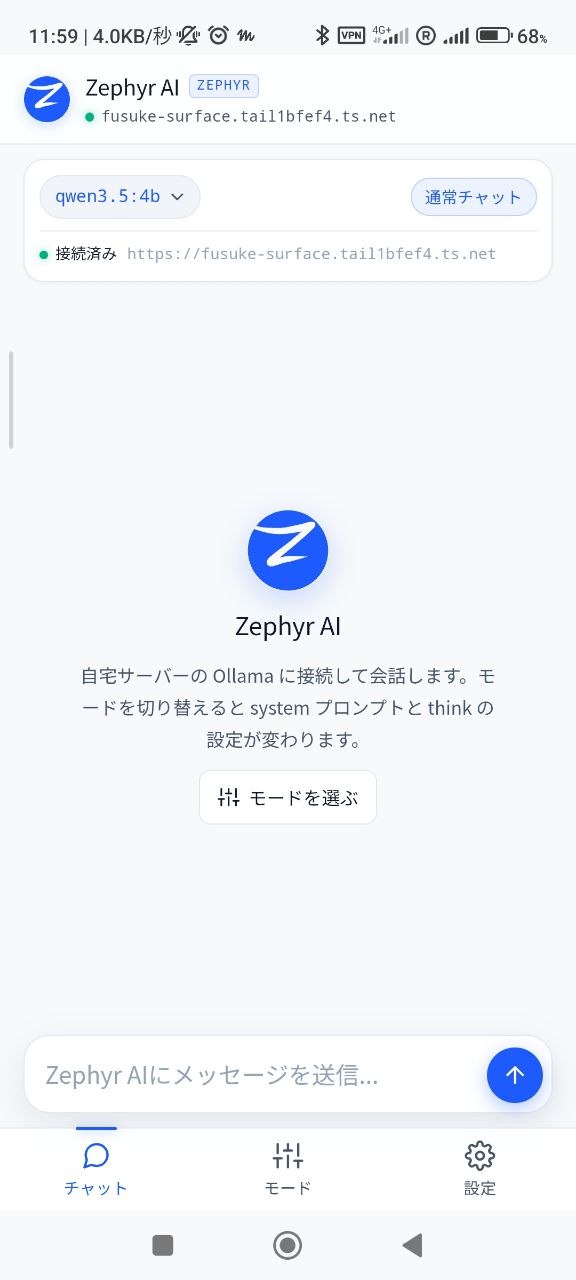 11:59 | 4.0KB/秒
VPN 4G+ R 68%
Zephyr AI ZEPHYR
fusuke-surface.tail1bfef4.ts.net
qwen3.5:4b 通常チャット
接続済み https://fusuke-surface.tail1bfef4.ts.net
Zephyr AI
自宅サーバーの Ollama に接続して会話します。モ
ードを切り替えると system プロンプトと think の
設定が変わります。
モードを選ぶ
Zephyr AIにメッセージを送信...
チャット モード 設定